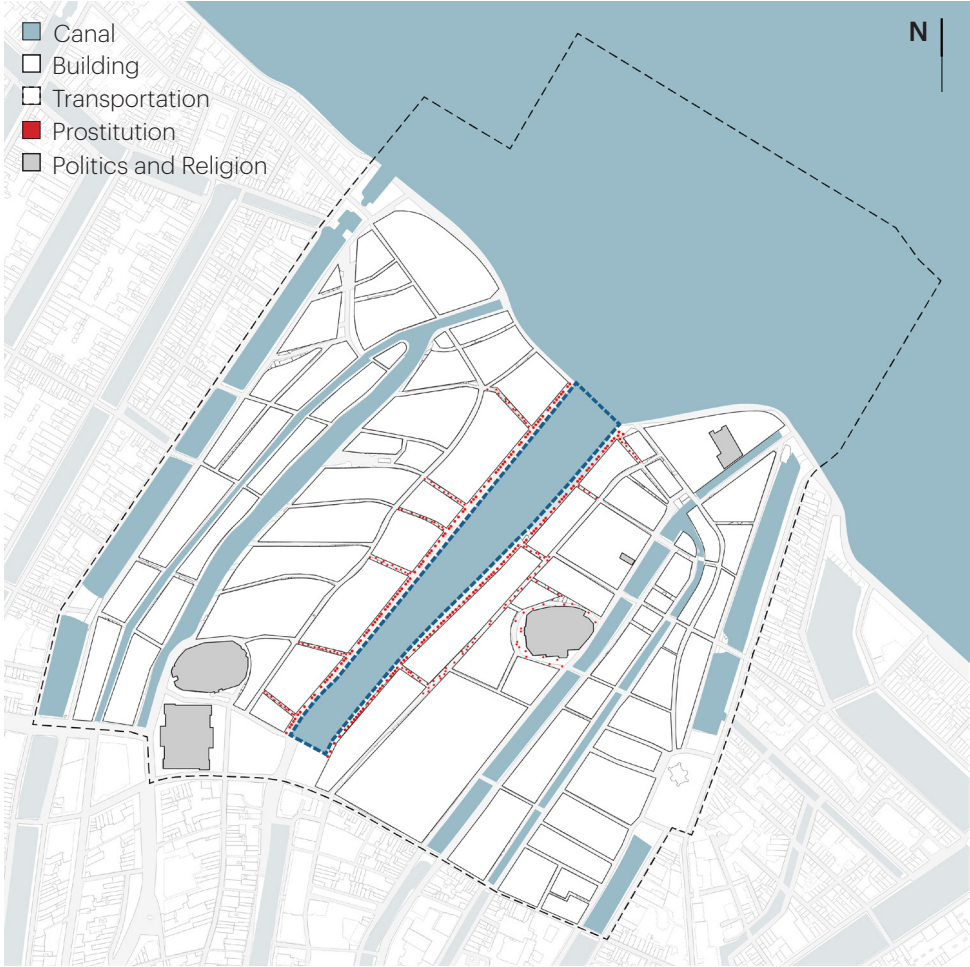 Canal
Building
Transportation
Prostitution
Politics and Religion
N